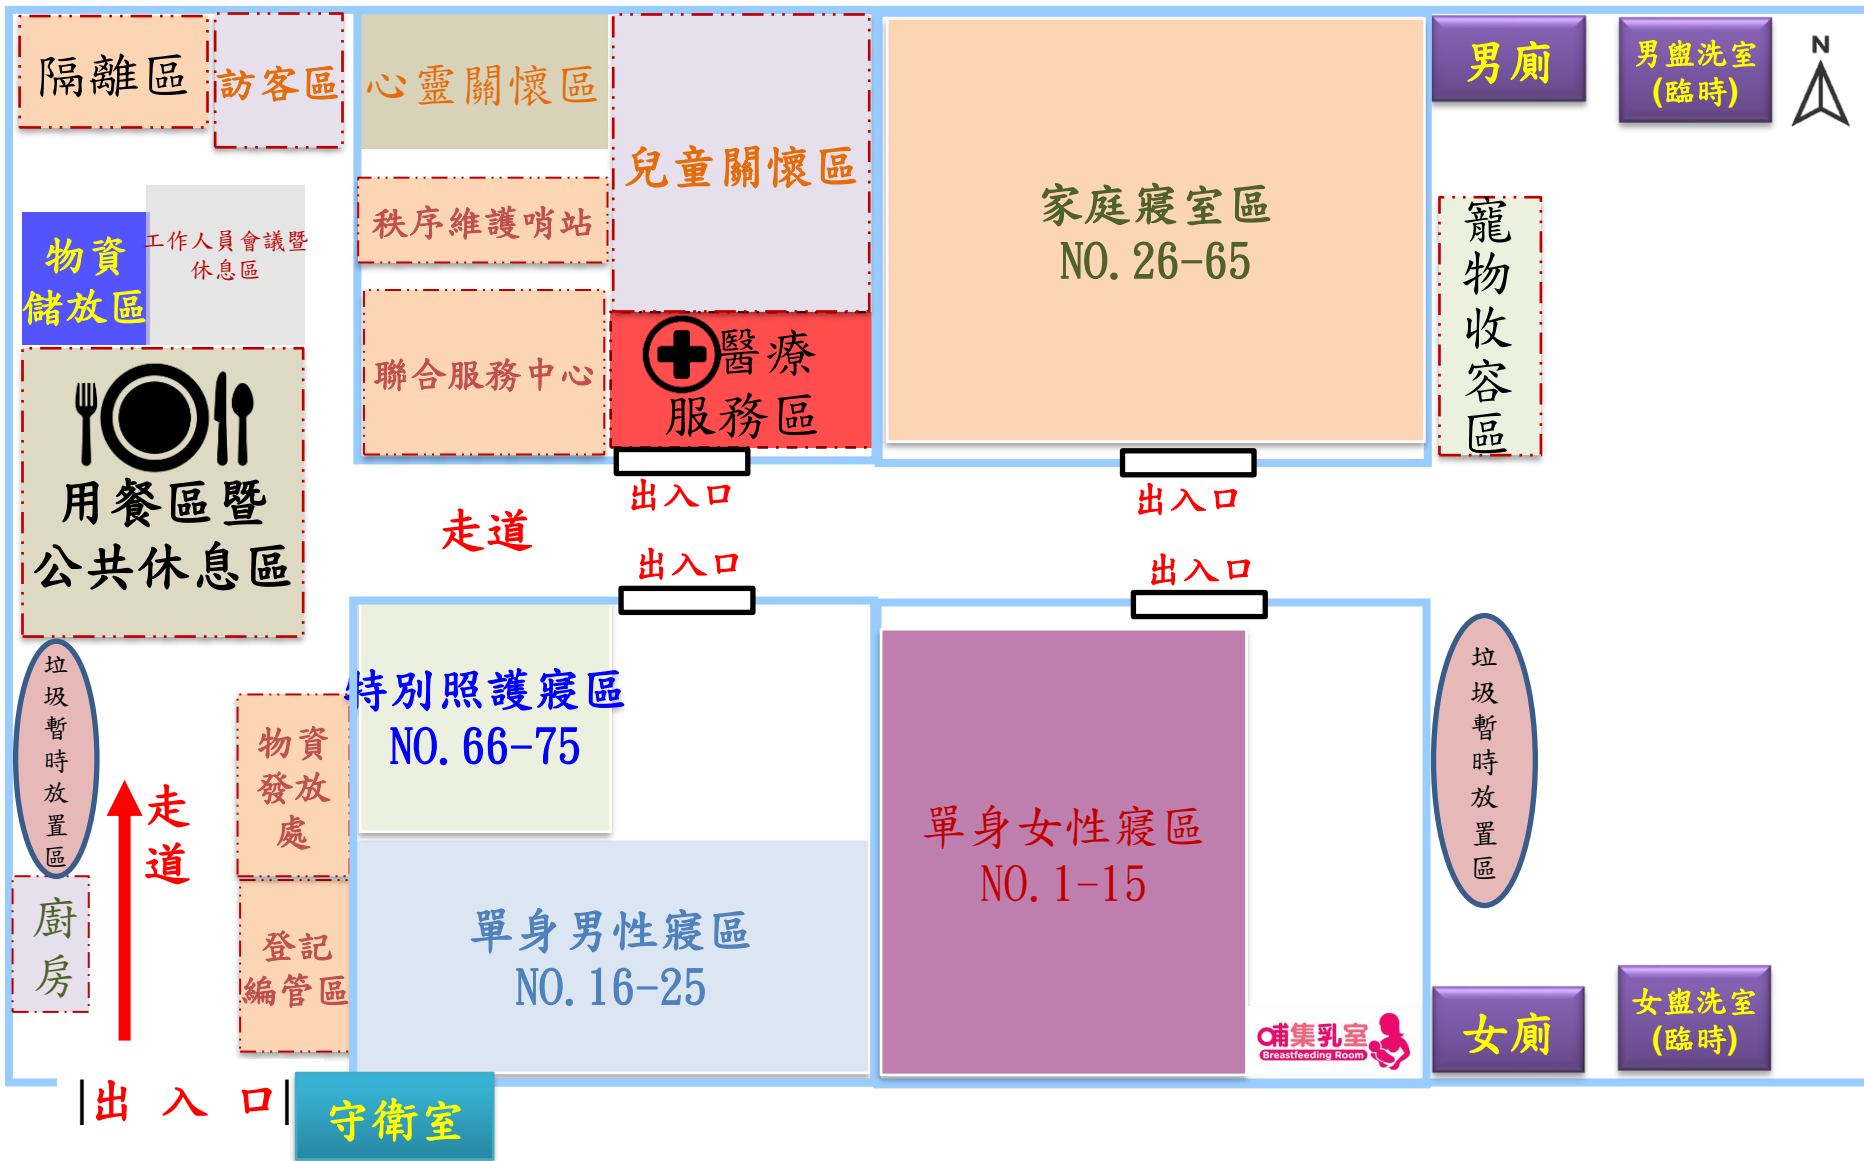 隔離區
訪客區
心靈關懷區
兒童關懷區
家庭寢室區
NO. 26-65
男廁
男盥洗室
(臨時)
N
秩序維護哨站
物資
儲放區
工作人員會議暨
休息區
寵
物
收
容
區
聯合服務中心
醫療
服務區
用餐區暨
公共休息區
出入口
出入口
走道
出入口
出入口
垃
圾
暫
時
放
置
區
特別照護寢區
NO. 66-75
物資
發放
處
走
道
單身女性寢區
NO. 1-15
垃
圾
暫
時
放
置
區
廚
房
登記
編管區
單身男性寢區
NO. 16-25
哺集乳室
Breastfeeding Room
女廁
女盥洗室
(臨時)
出入口
守衛室